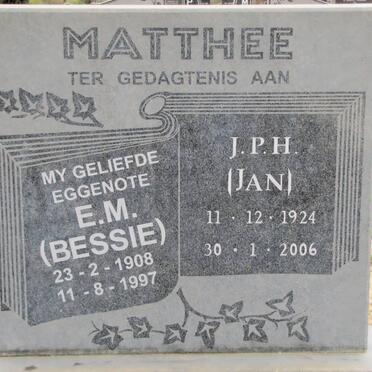 MATTHEE
TER GEDAGTENIS AAN
MY GELIEFDE
EGGENOTE
E.M.
(BESSIE)
23 - 2 - 1908
11 - 8 - 1997
J.P.H.
(JAN)
11 · 12 · 1924
30 · 1 · 2006